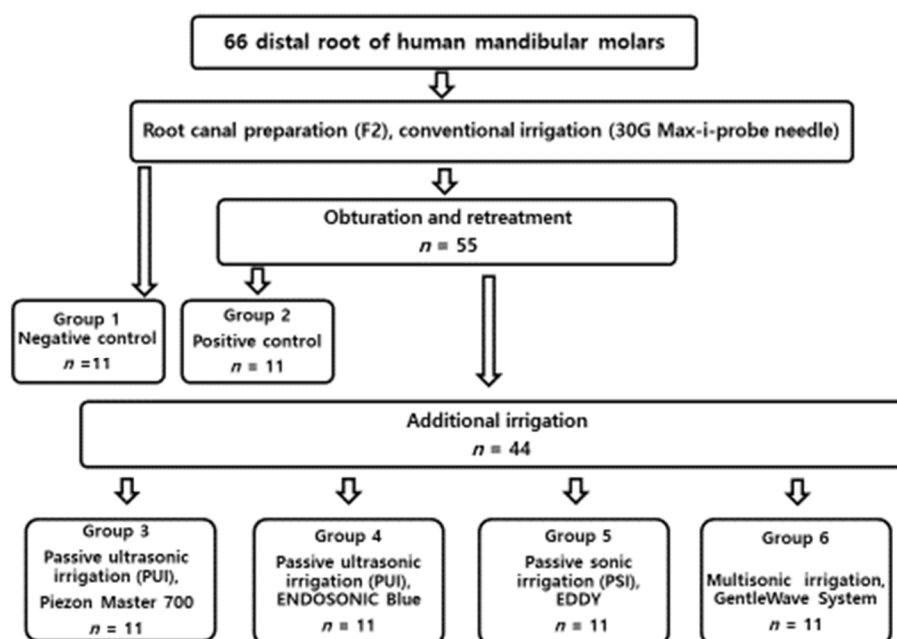 66 distal root of human mandibular molars
Root canal preparation (F2), conventional irrigation (30G Max-i-probe needle)
Obturation and retreatment
n = 55
Group 1
Negative control
n =11
Group 2
Positive control
n = 11
Additional irrigation
n = 44
Group 3
Passive ultrasonic
irrigation (PUI),
Piezon Master 700
n = 11
Group 4
Passive ultrasonic
irrigation (PUI),
ENDOSONIC Blue
n = 11
Group 5
Passive sonic
irrigation (PSI),
EDDY
n = 11
Group 6
Multisonic irrigation,
GentleWave System
n = 11